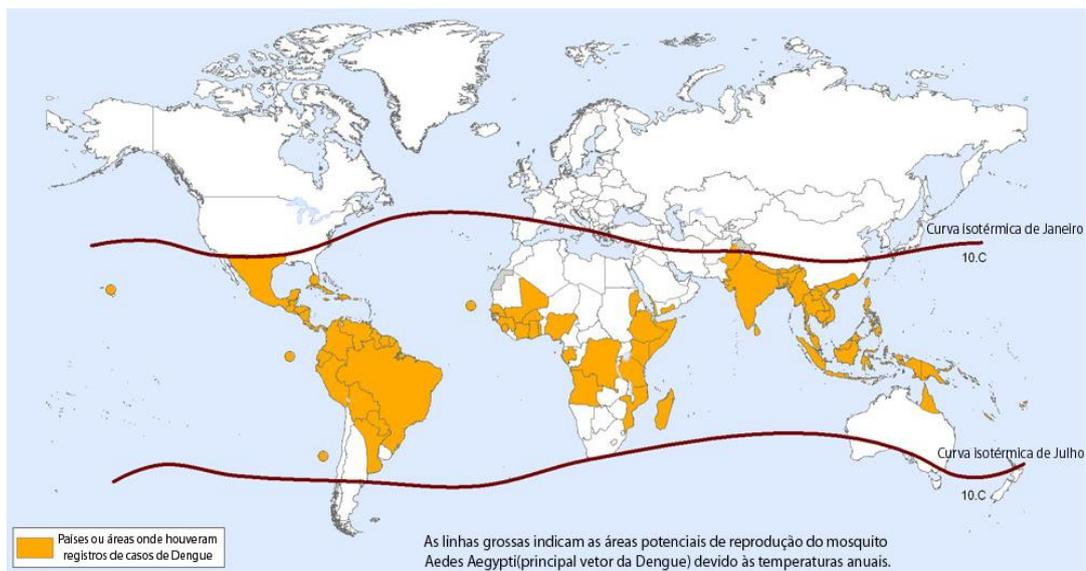 Curva isotérmica de Janeiro
10.C
Curva isotérmica de Julho
10.C
Países ou áreas onde houveram
registros de casos de Dengue
As linhas grossas indicam as áreas potenciais de reprodução do mosquito
Aedes Aegypti(principal vetor da Dengue) devido às temperaturas anuais.